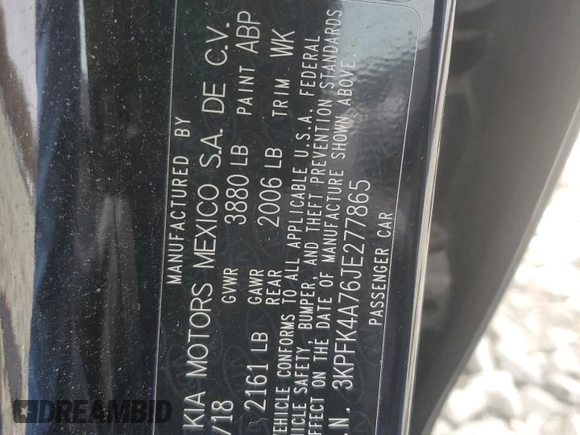 MANUFACTURED BY
KIA MOTORS MEXICO S.A. DE C.V.
/18 GVWR 3880 LB PAINT ABP
2161 LB GAWR REAR 2006 LB TRIM WK
VEHICLE CONFORMS TO ALL APPLICABLE U.S.A. FEDERAL
VEHICLE SAFETY, BUMPER, AND THEFT PREVENTION STANDARDS
EFFECT ON THE DATE OF MANUFACTURE SHOWN ABOVE.
.N. 3KPFK4A76JE277865
PASSENGER CAR
DREAMBID